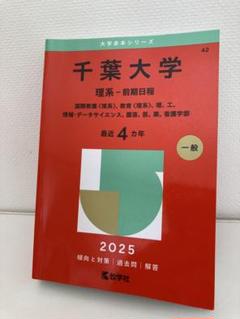 大学赤本シリーズ
42
千葉大学
理系－前期日程
国際教養〈理系〉、教育〈理系〉、理、工、
情報・データサイエンス、園芸、医、薬、看護学部
最近4カ年
一般
2025
傾向と対策｜過去問｜解答
教学社